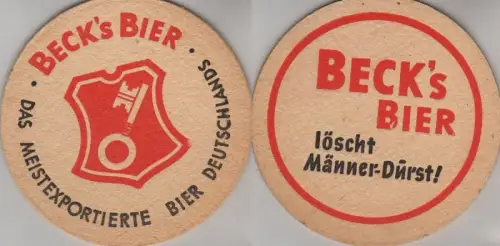 BECK's BIER
· DAS MEISTEXPORTIERTE BIER DEUTSCHLANDS ·
BECK's
BIER
löscht
Männer-Dürst!